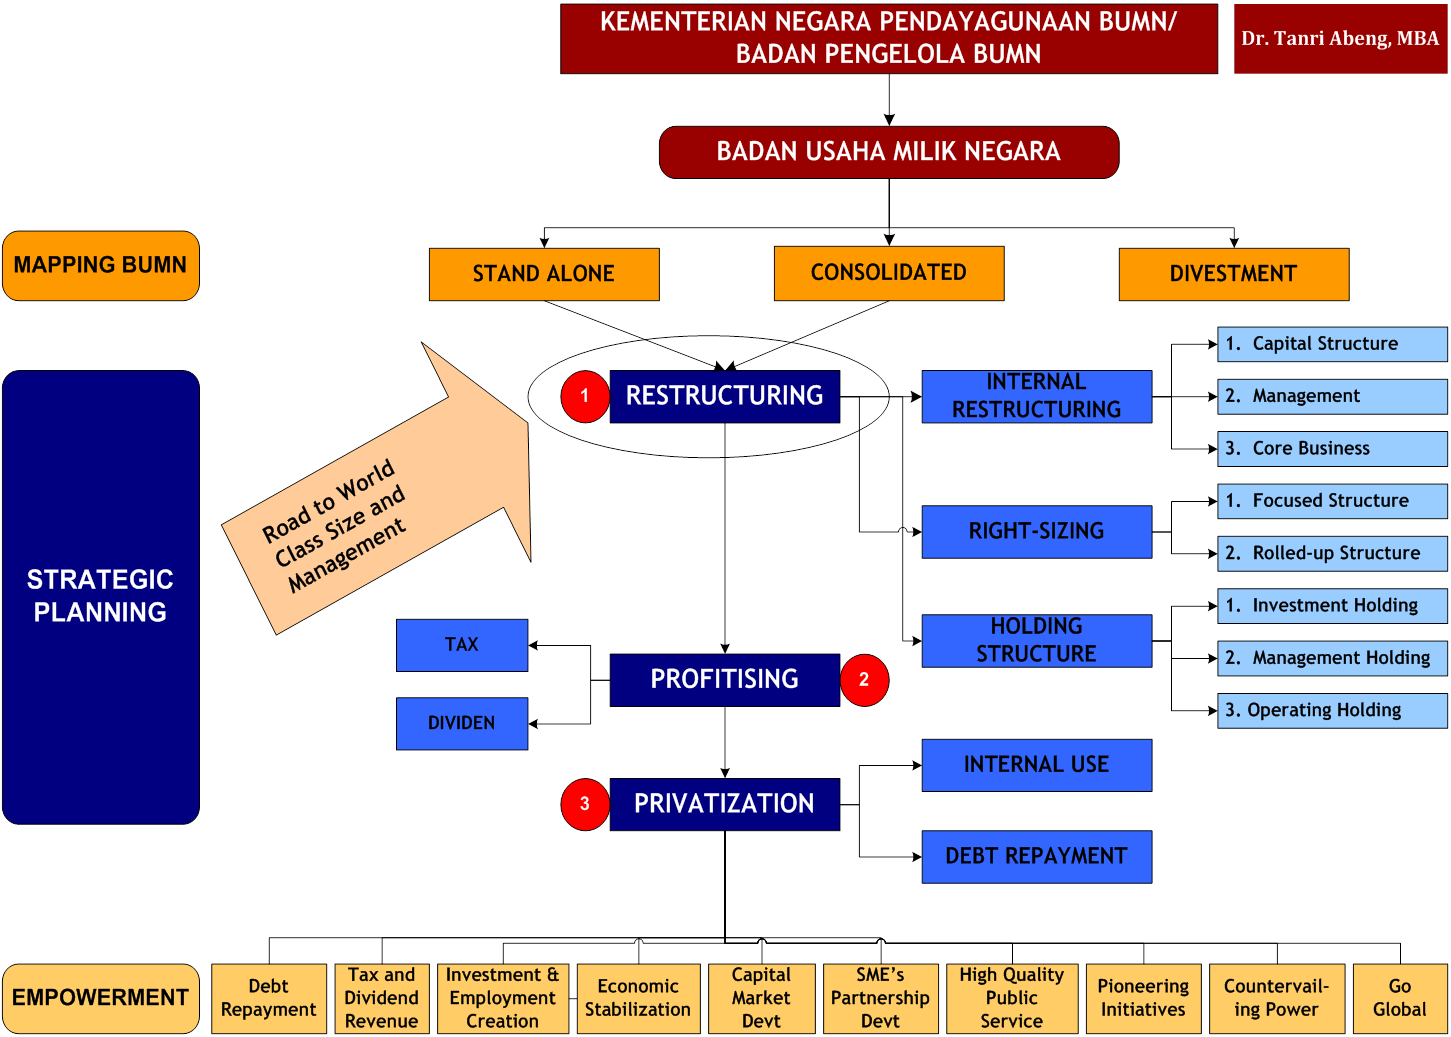 KEMENTERIAN NEGARA PENDAYAGUNAAN BUMN/
BADAN PENGELOLA BUMN
Dr. Tanri Abeng, MBA
BADAN USAHA MILIK NEGARA
MAPPING BUMN
STAND ALONE
CONSOLIDATED
DIVESTMENT
STRATEGIC
PLANNING
Road to World
Class Size and
Management
1
RESTRUCTURING
INTERNAL
RESTRUCTURING
1. Capital Structure
2. Management
3. Core Business
RIGHT-SIZING
1. Focused Structure
2. Rolled-up Structure
HOLDING
STRUCTURE
1. Investment Holding
2. Management Holding
3. Operating Holding
TAX
DIVIDEN
PROFITISING
2
3
PRIVATIZATION
INTERNAL USE
DEBT REPAYMENT
EMPOWERMENT
Debt
Repayment
Tax and
Dividend
Revenue
Investment &
Employment
Creation
Economic
Stabilization
Capital
Market
Devt
SME’s
Partnership
Devt
High Quality
Public
Service
Pioneering
Initiatives
Countervail-
ing Power
Go
Global